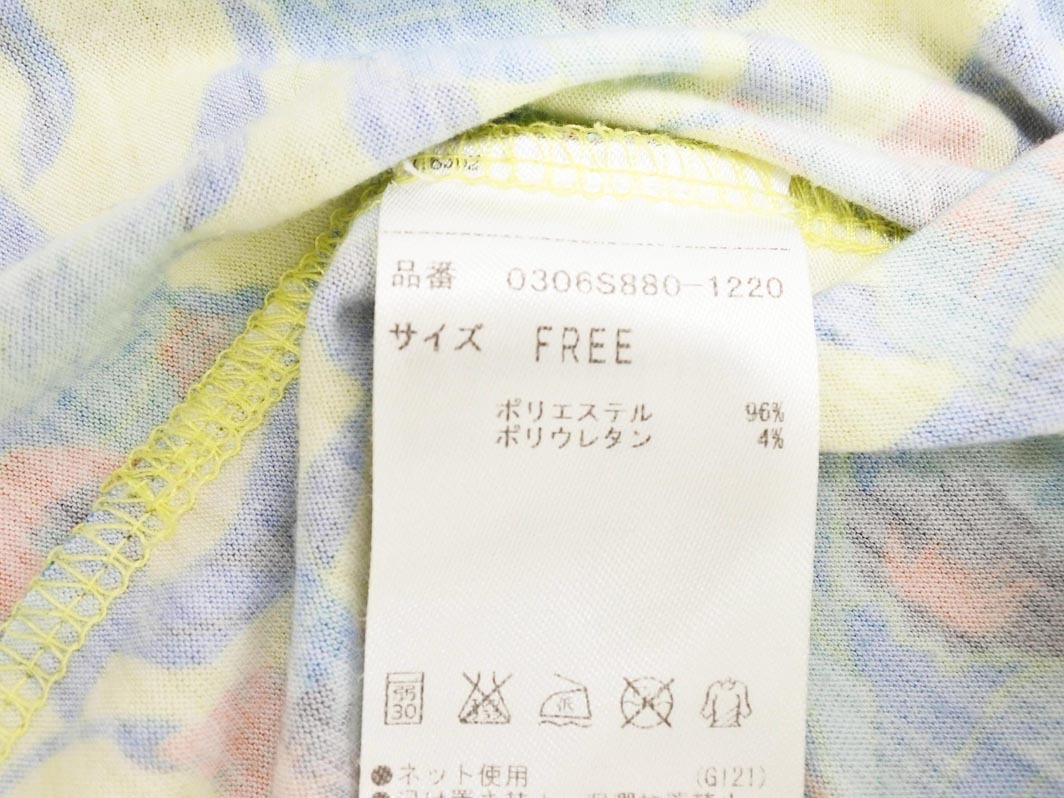 品番 0306S880-1220
サイズ FREE
ポリエステル 96%
ポリウレタン 4%
弱 30
ネット使用 (G121)